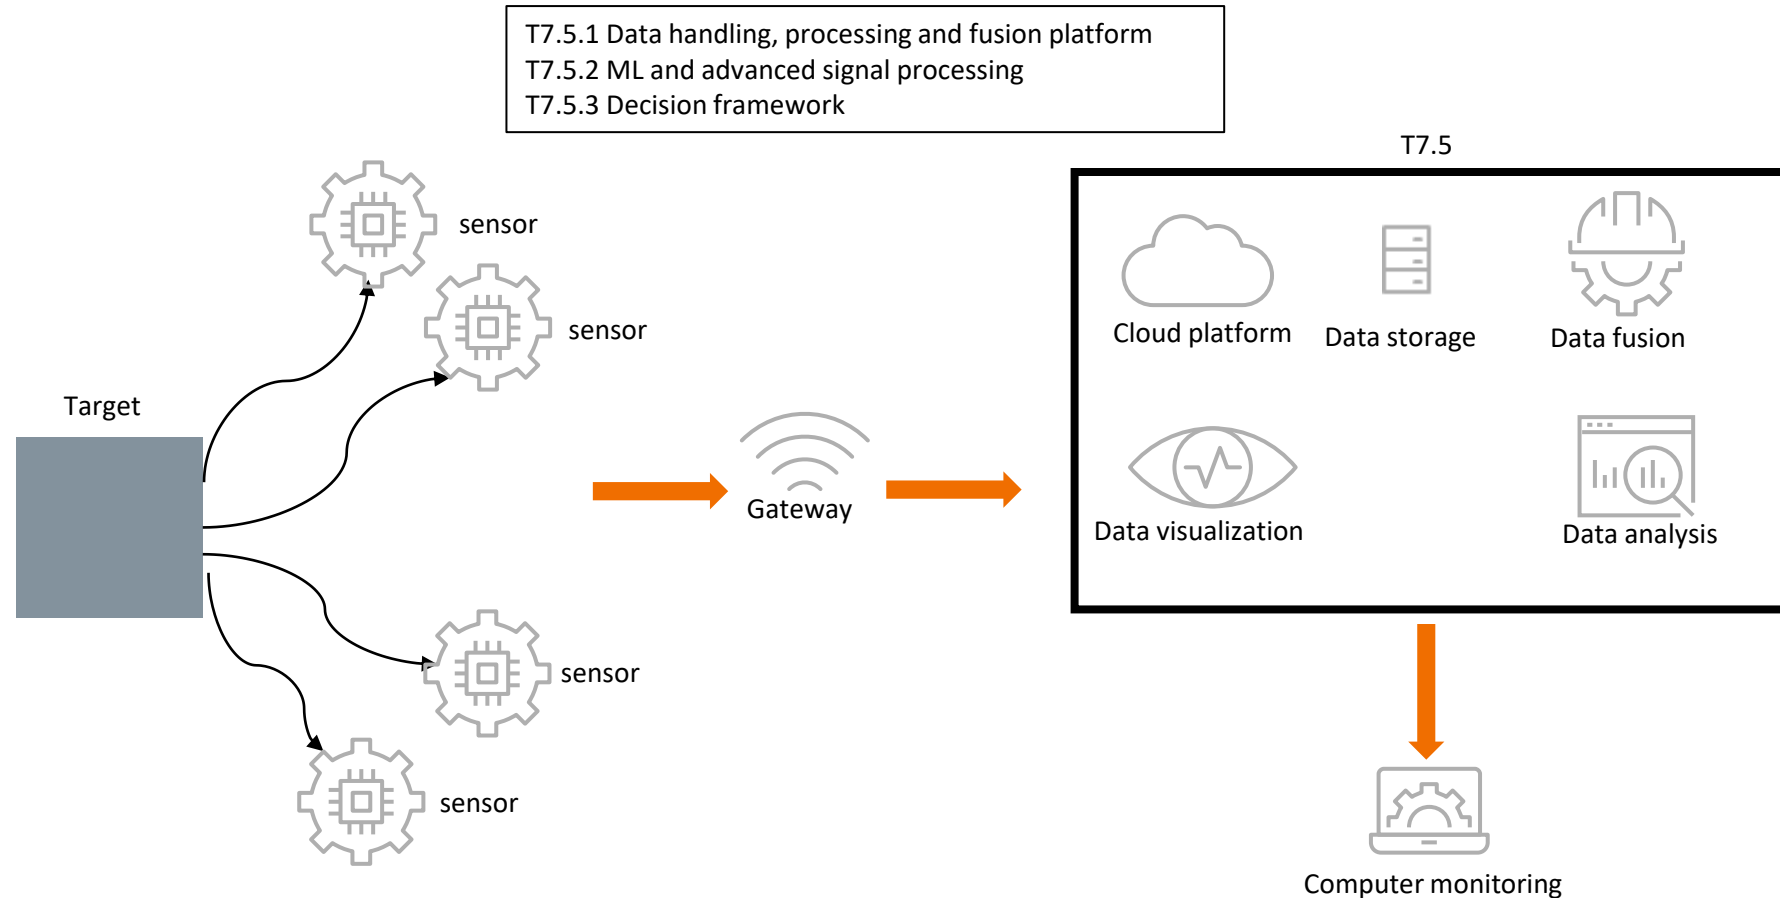 T7.5.1 Data handling, processing and fusion platform
T7.5.2 ML and advanced signal processing
T7.5.3 Decision framework
T7.5
sensor
sensor
Cloud platform
Data storage
Data fusion
Target
Gateway
Data visualization
Data analysis
sensor
sensor
Computer monitoring